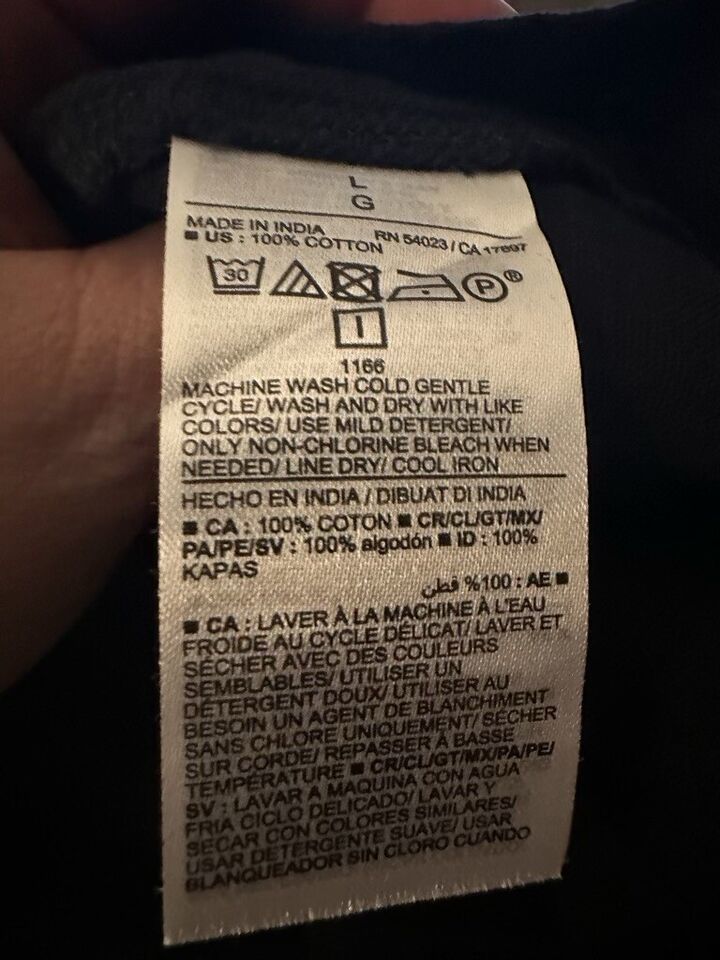 L
G
MADE IN INDIA RN 54023 / CA 17897
■ US : 100% COTTON
30 P ®
I
1166
MACHINE WASH COLD GENTLE
CYCLE/ WASH AND DRY WITH LIKE
COLORS/ USE MILD DETERGENT/
ONLY NON-CHLORINE BLEACH WHEN
NEEDED/ LINE DRY/ COOL IRON
HECHO EN INDIA / DIBUAT DI INDIA
■ CA : 100% COTON ■ CR/CL/GT/MX/
PA/PE/SV : 100% algodón ■ ID : 100%
KAPAS
■ AE : 100% قطن
■ CA : LAVER À LA MACHINE À L'EAU
FROIDE AU CYCLE DÉLICAT/ LAVER ET
SÉCHER AVEC DES COULEURS
SEMBLABLES/ UTILISER UN
DÉTERGENT DOUX/ UTILISER AU
BESOIN UN AGENT DE BLANCHIMENT
SANS CHLORE UNIQUEMENT/ SÉCHER
SUR CORDE/ REPASSER À BASSE
TEMPÉRATURE ■ CR/CL/GT/MX/PA/PE/
SV : LAVAR A MAQUINA CON AGUA
FRIA CICLO DELICADO/ LAVAR Y
SECAR CON COLORES SIMILARES/
USAR DETERGENTE SUAVE/ USAR
BLANQUEADOR SIN CLORO CUANDO